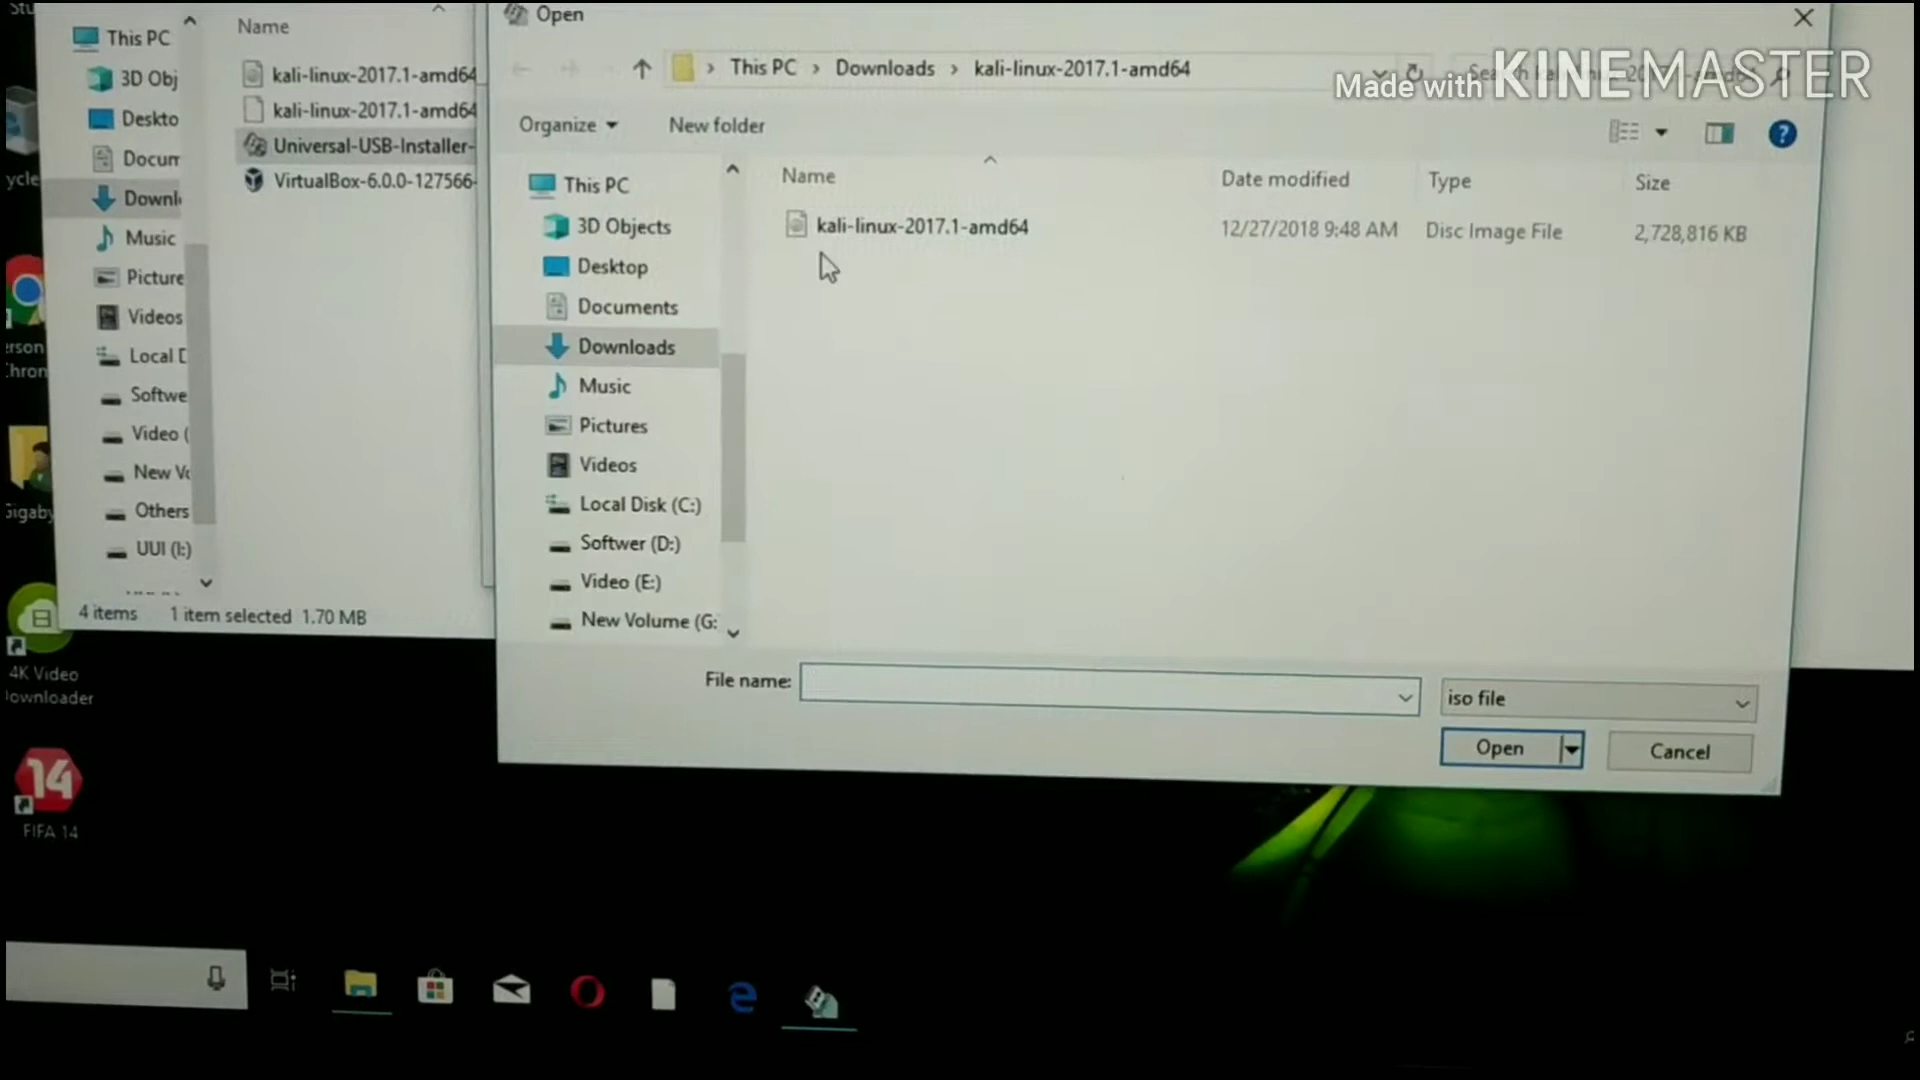 This PC
3D Obj
Deskto
Docum
Downl
Music
Picture
Videos
Local D
Softwe
Video (
New Vo
Others
UUI (I:)
Name
kali-linux-2017.1-amd64
kali-linux-2017.1-amd64
Universal-USB-Installer-
VirtualBox-6.0.0-127566-
4 items 1 item selected 1.70 MB
Open
This PC > Downloads > kali-linux-2017.1-amd64
Made with KINEMASTER
Organize New folder
This PC
3D Objects
Desktop
Documents
Downloads
Music
Pictures
Videos
Local Disk (C:)
Softwer (D:)
Video (E:)
New Volume (G:
Name Date modified Type Size
kali-linux-2017.1-amd64 12/27/2018 9:48 AM Disc Image File 2,728,816 KB
File name:
iso file
Open Cancel
ycle
erson
Chron
Gigaby
4K Video
Downloader
14
FIFA 14